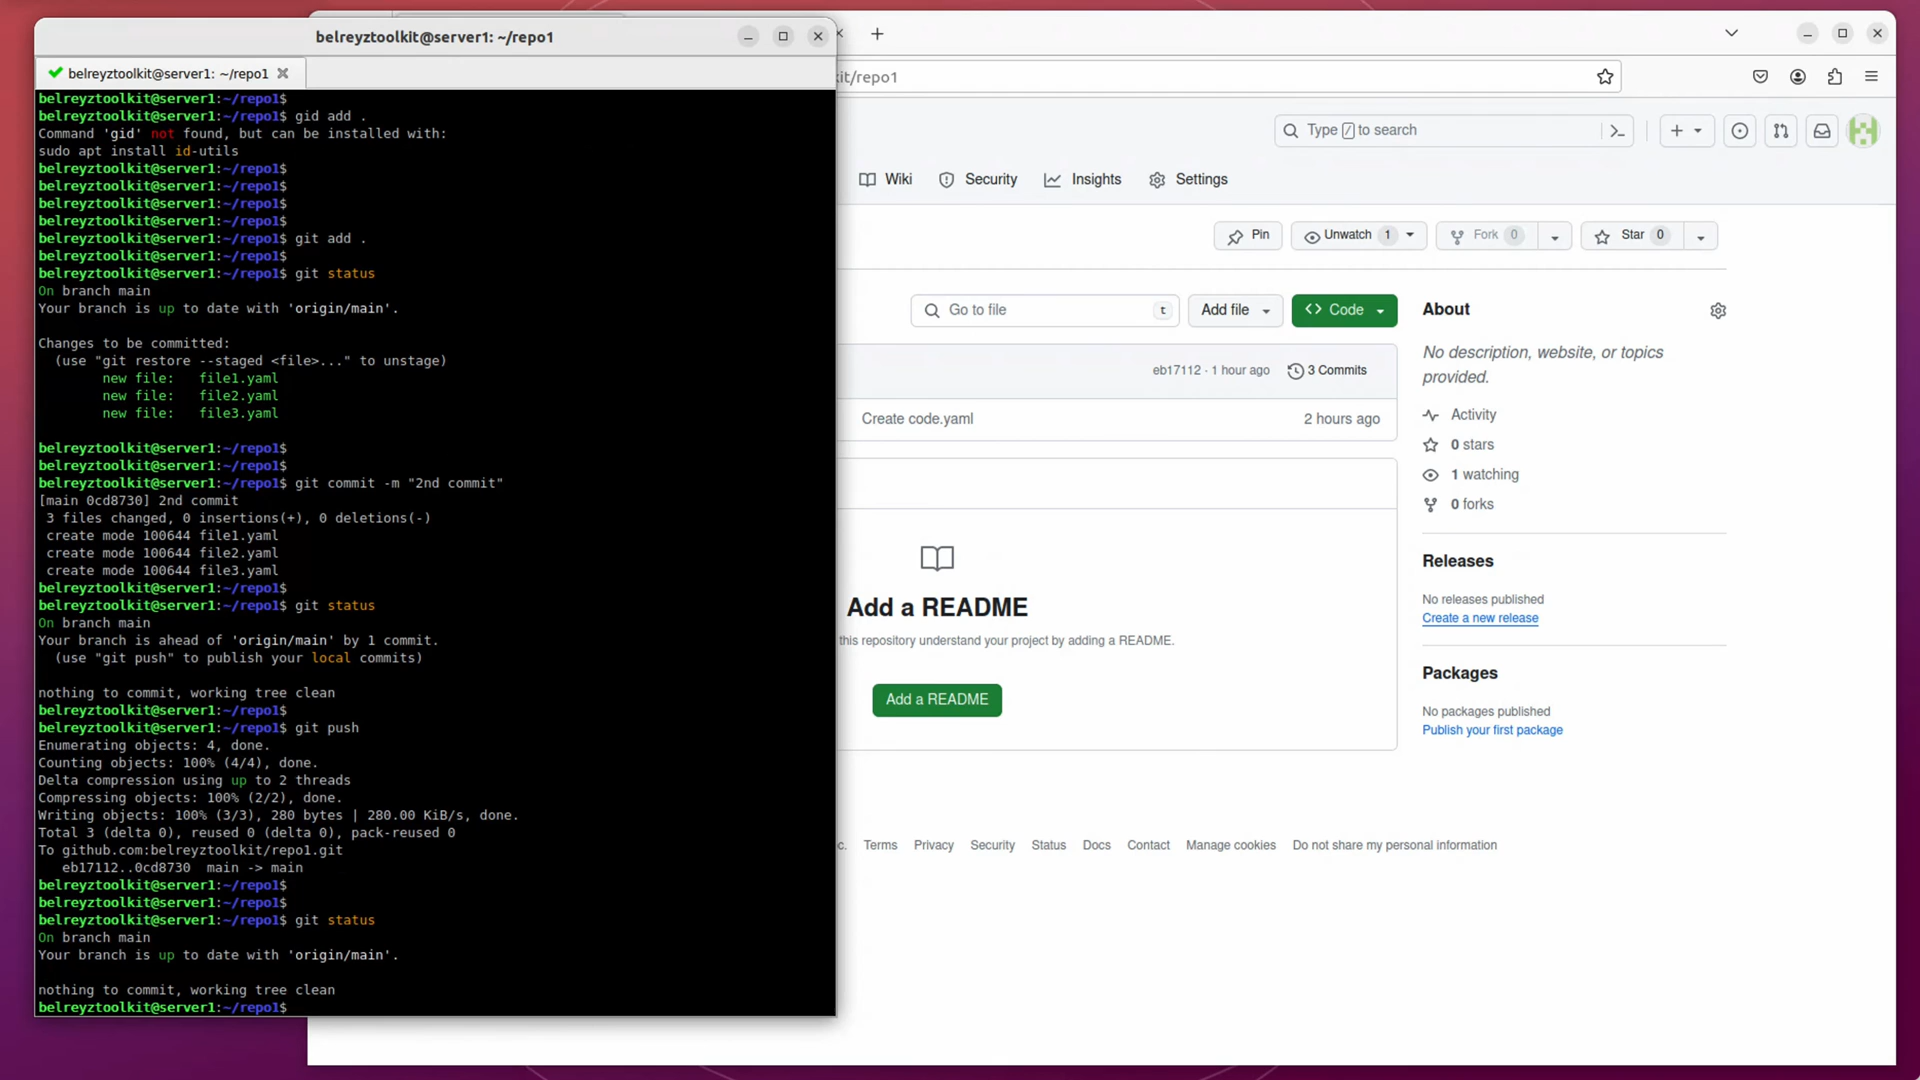 belreyztoolkit@server1: ~/repo1
belreyztoolkit@server1: ~/repo1
belreyztoolkit@server1:~/repo1$
belreyztoolkit@server1:~/repo1$ gid add .
Command 'gid' not found, but can be installed with:
sudo apt install id-utils
belreyztoolkit@server1:~/repo1$
belreyztoolkit@server1:~/repo1$
belreyztoolkit@server1:~/repo1$
belreyztoolkit@server1:~/repo1$
belreyztoolkit@server1:~/repo1$ git add .
belreyztoolkit@server1:~/repo1$
belreyztoolkit@server1:~/repo1$ git status
On branch main
Your branch is up to date with 'origin/main'.
Changes to be committed:
(use "git restore --staged <file>..." to unstage)
new file: file1.yaml
new file: file2.yaml
new file: file3.yaml
belreyztoolkit@server1:~/repo1$
belreyztoolkit@server1:~/repo1$
belreyztoolkit@server1:~/repo1$ git commit -m "2nd commit"
[main 0cd8730] 2nd commit
3 files changed, 0 insertions(+), 0 deletions(-)
create mode 100644 file1.yaml
create mode 100644 file2.yaml
create mode 100644 file3.yaml
belreyztoolkit@server1:~/repo1$
belreyztoolkit@server1:~/repo1$ git status
On branch main
Your branch is ahead of 'origin/main' by 1 commit.
(use "git push" to publish your local commits)
nothing to commit, working tree clean
belreyztoolkit@server1:~/repo1$
belreyztoolkit@server1:~/repo1$ git push
Enumerating objects: 4, done.
Counting objects: 100% (4/4), done.
Delta compression using up to 2 threads
Compressing objects: 100% (2/2), done.
Writing objects: 100% (3/3), 280 bytes | 280.00 KiB/s, done.
Total 3 (delta 0), reused 0 (delta 0), pack-reused 0
To github.com:belreyztoolkit/repo1.git
eb17112..0cd8730 main -> main
belreyztoolkit@server1:~/repo1$
belreyztoolkit@server1:~/repo1$
belreyztoolkit@server1:~/repo1$ git status
On branch main
Your branch is up to date with 'origin/main'.
nothing to commit, working tree clean
belreyztoolkit@server1:~/repo1$
it/repo1
Type / to search
Wiki Security Insights Settings
Pin Unwatch 1 Fork 0 Star 0
Go to file t Add file <> Code
eb17112 · 1 hour ago 3 Commits
Create code.yaml 2 hours ago
Add a README
this repository understand your project by adding a README.
Add a README
About
No description, website, or topics
provided.
Activity
0 stars
1 watching
0 forks
Releases
No releases published
Create a new release
Packages
No packages published
Publish your first package
c. Terms Privacy Security Status Docs Contact Manage cookies Do not share my personal information